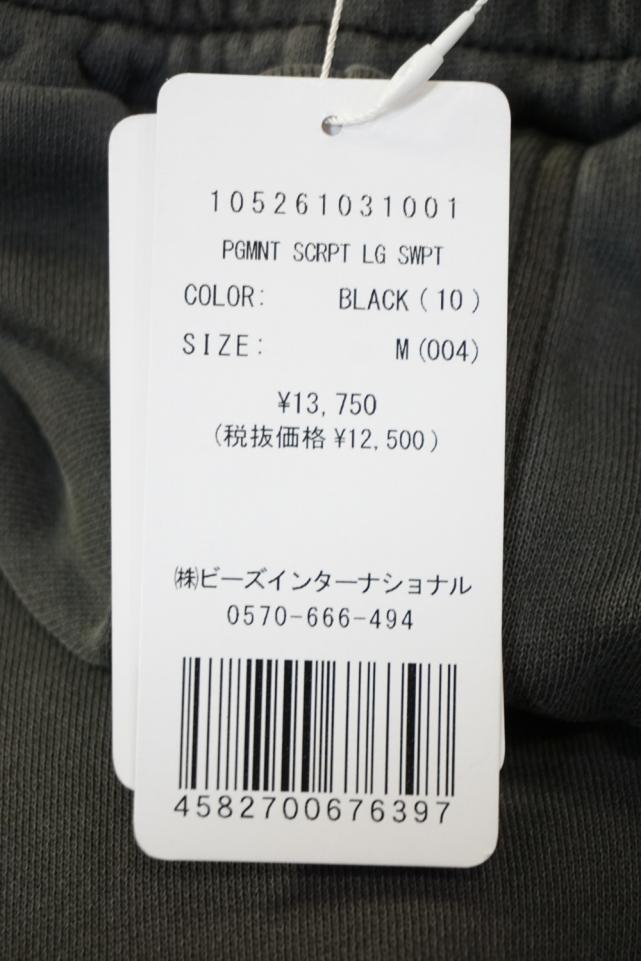 105261031001
PGMNT SCRPT LG SWPT
COLOR: BLACK(10)
SIZE: M(004)
¥13,750
(税抜価格¥12,500)
㈱ビーズインターナショナル
0570-666-494
4582700676397